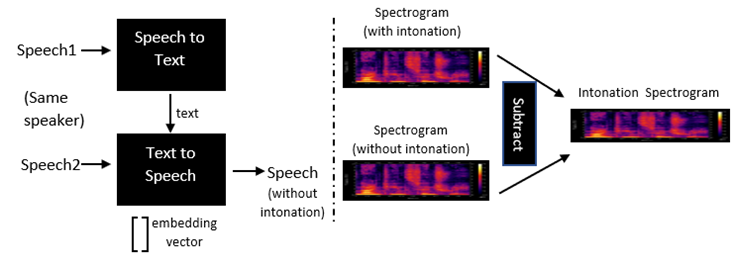 Speech1
Speech to
Text
(Same
speaker)
text
Speech2
Text to
Speech
Speech
(without
intonation)
[ ] embedding
vector
Spectrogram
(with intonation)
Spectrogram
(without intonation)
Subtract
Intonation Spectrogram